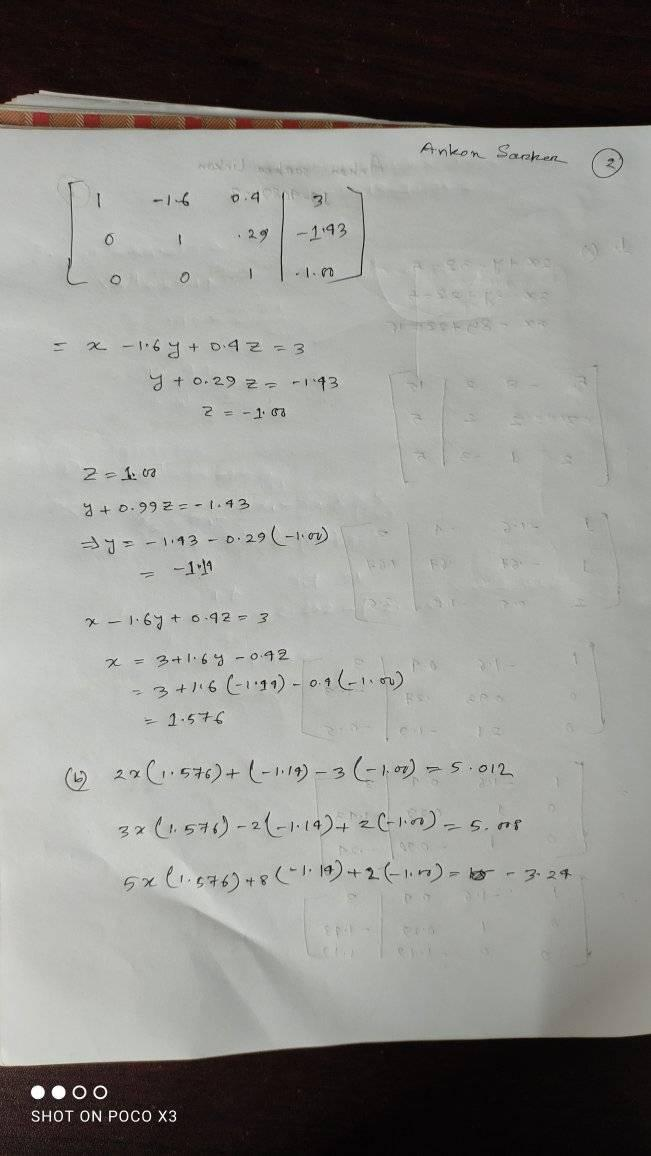 Ankon Sarker 2
1 -1.6 0.4 | 3
0 1 .29 | -1.43
0 0 1 | -1.00
= x -1.6y + 0.4z = 3
y + 0.29z = -1.43
z = -1.00
z = 1.00
y + 0.99z = -1.43
⇒ y = -1.43 - 0.29(-1.00)
= -1.14
x - 1.6y + 0.4z = 3
x = 3+1.6y - 0.4z
= 3 + 1.6(-1.14) - 0.4(-1.00)
= 1.576
(b) 2x(1.576) + (-1.14) - 3(-1.00) = 5.012
3x(1.576) - 2(-1.14) + 2(-1.00) = 5.008
5x(1.576) + 8(-1.14) + 2(-1.00) = - 3.24
SHOT ON POCO X3